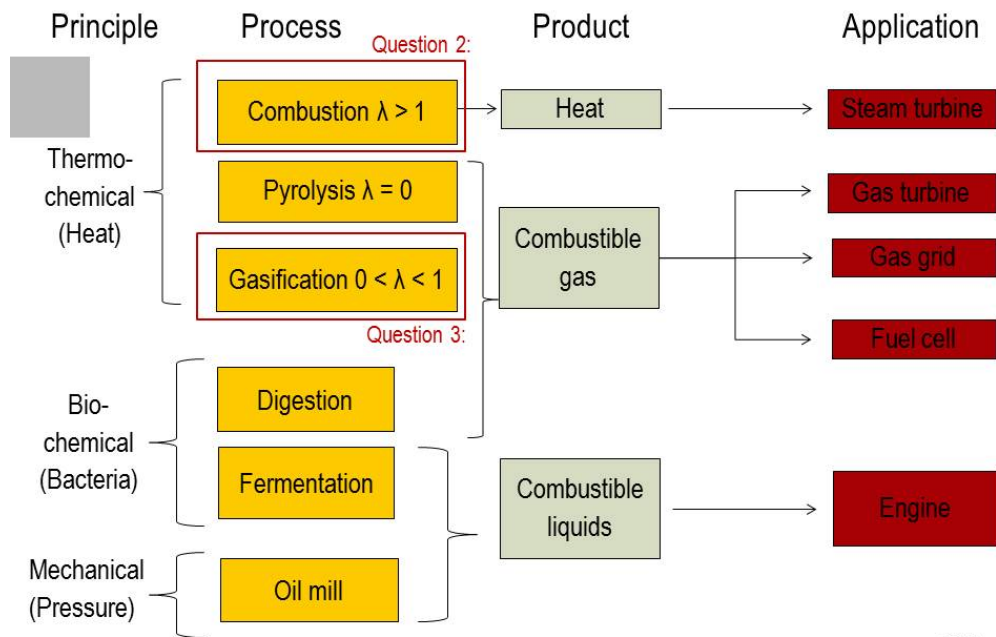 Principle
Process
Product
Application
Question 2:
Combustion λ > 1
Heat
Steam turbine
Thermo-
chemical
(Heat)
Pyrolysis λ = 0
Gasification 0 < λ < 1
Question 3:
Combustible
gas
Gas turbine
Gas grid
Fuel cell
Bio-
chemical
(Bacteria)
Digestion
Fermentation
Combustible
liquids
Engine
Mechanical
(Pressure)
Oil mill